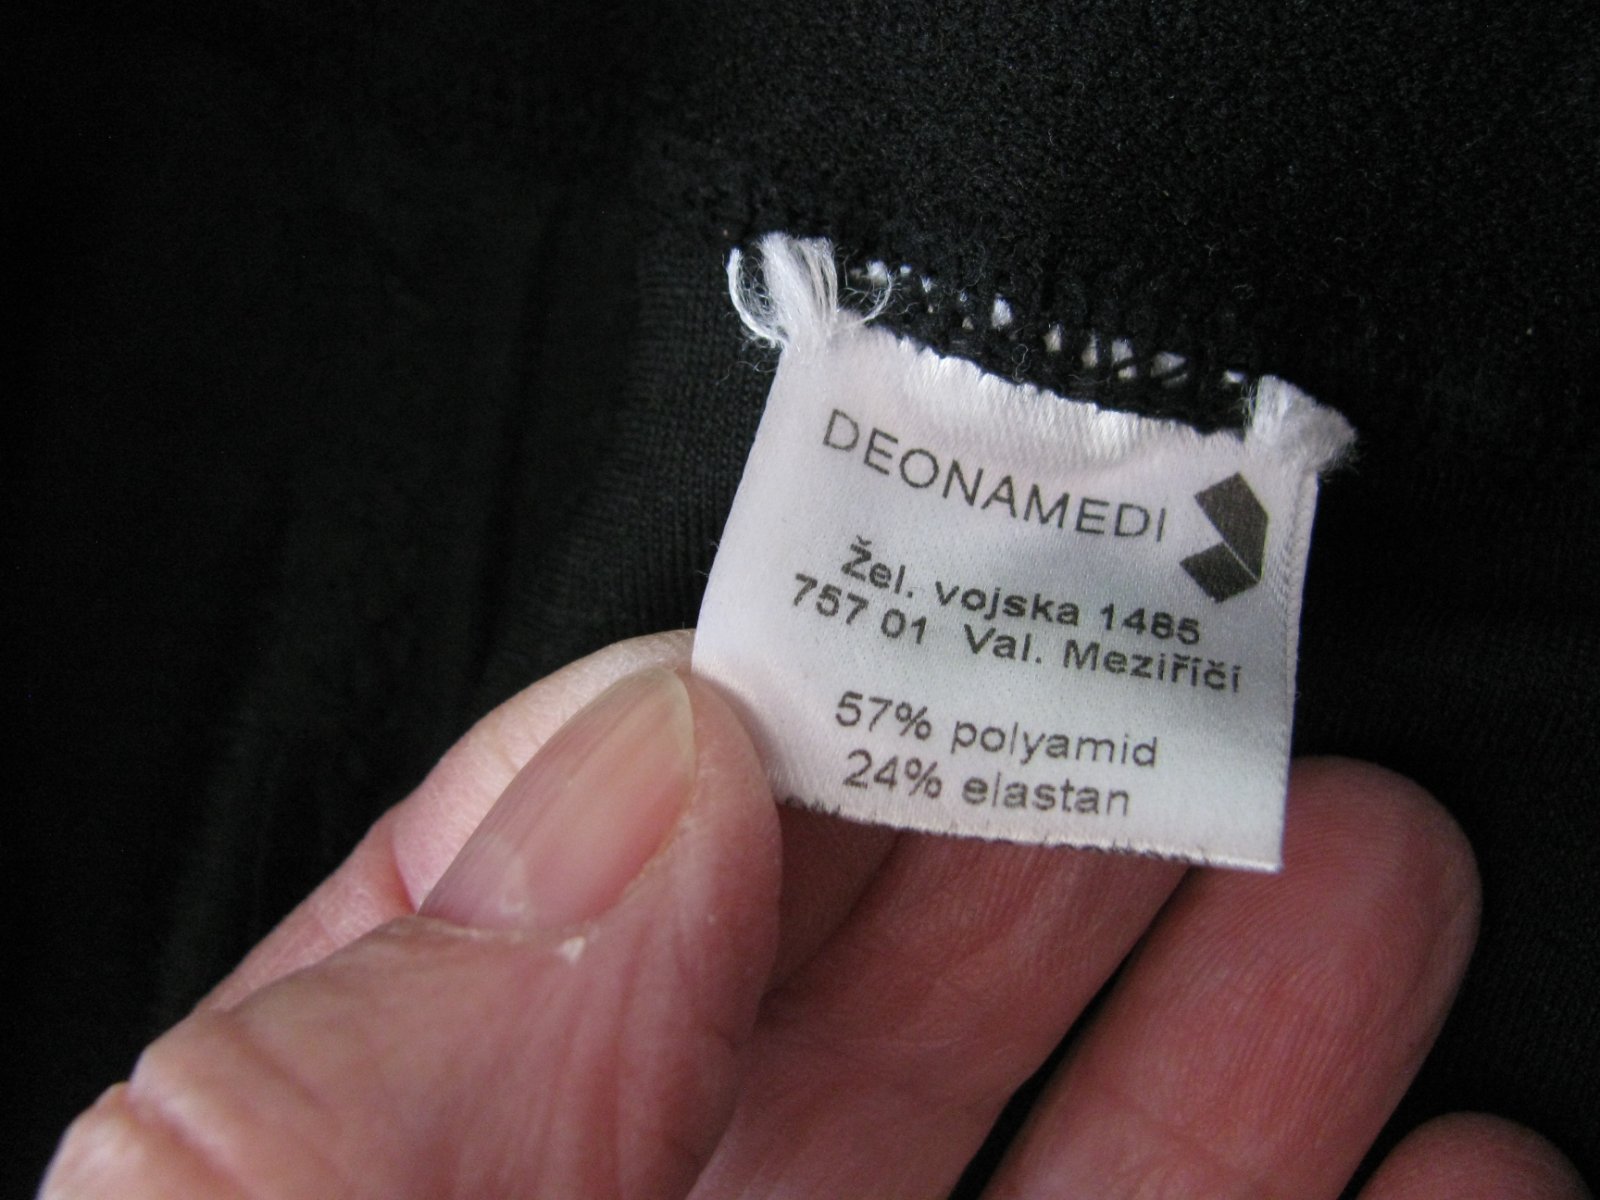 DEONAMEDI
Žel. vojska 1485
757 01 Val. Meziříčí
57% polyamid
24% elastan